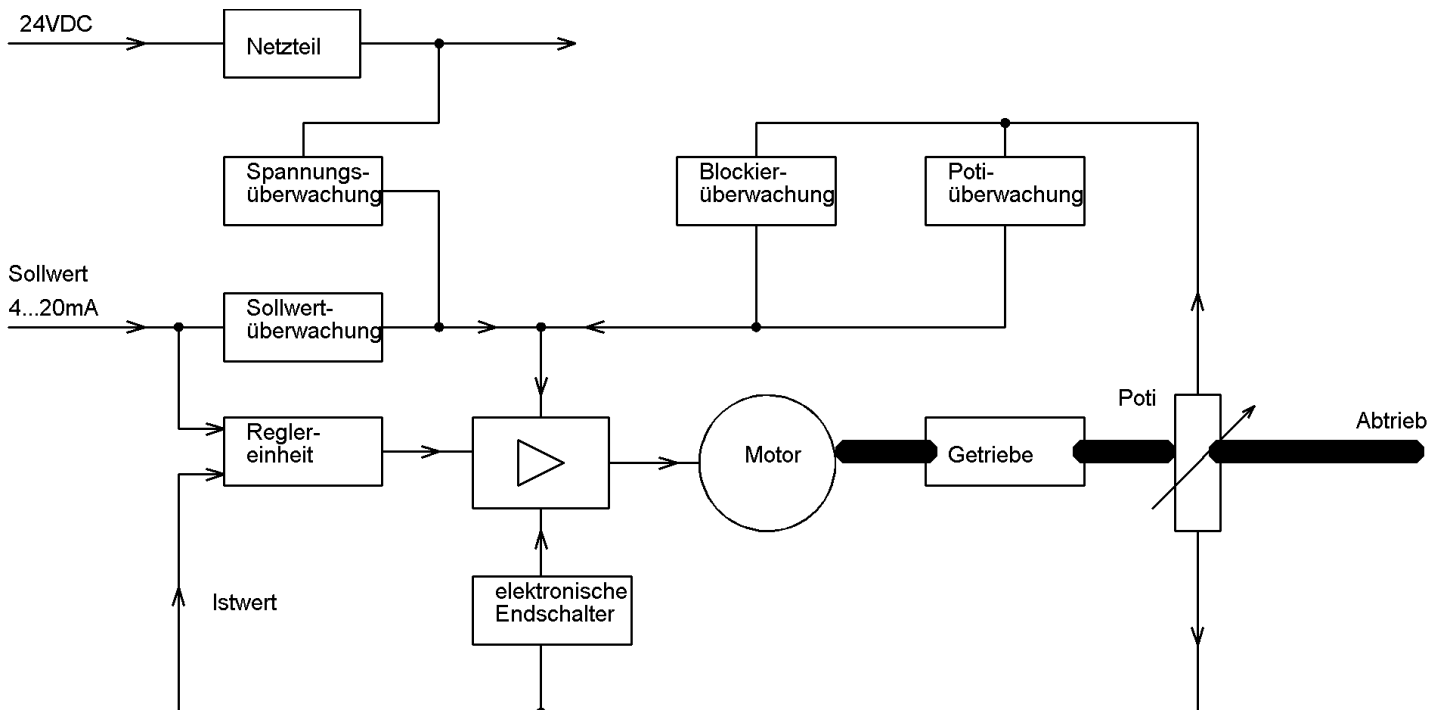 24VDC
Netzteil
Spannungs-
überwachung
Blockier-
überwachung
Poti-
überwachung
Sollwert
4...20mA
Sollwert-
überwachung
Poti
Abtrieb
Regler-
einheit
Motor
Getriebe
Istwert
elektronische
Endschalter